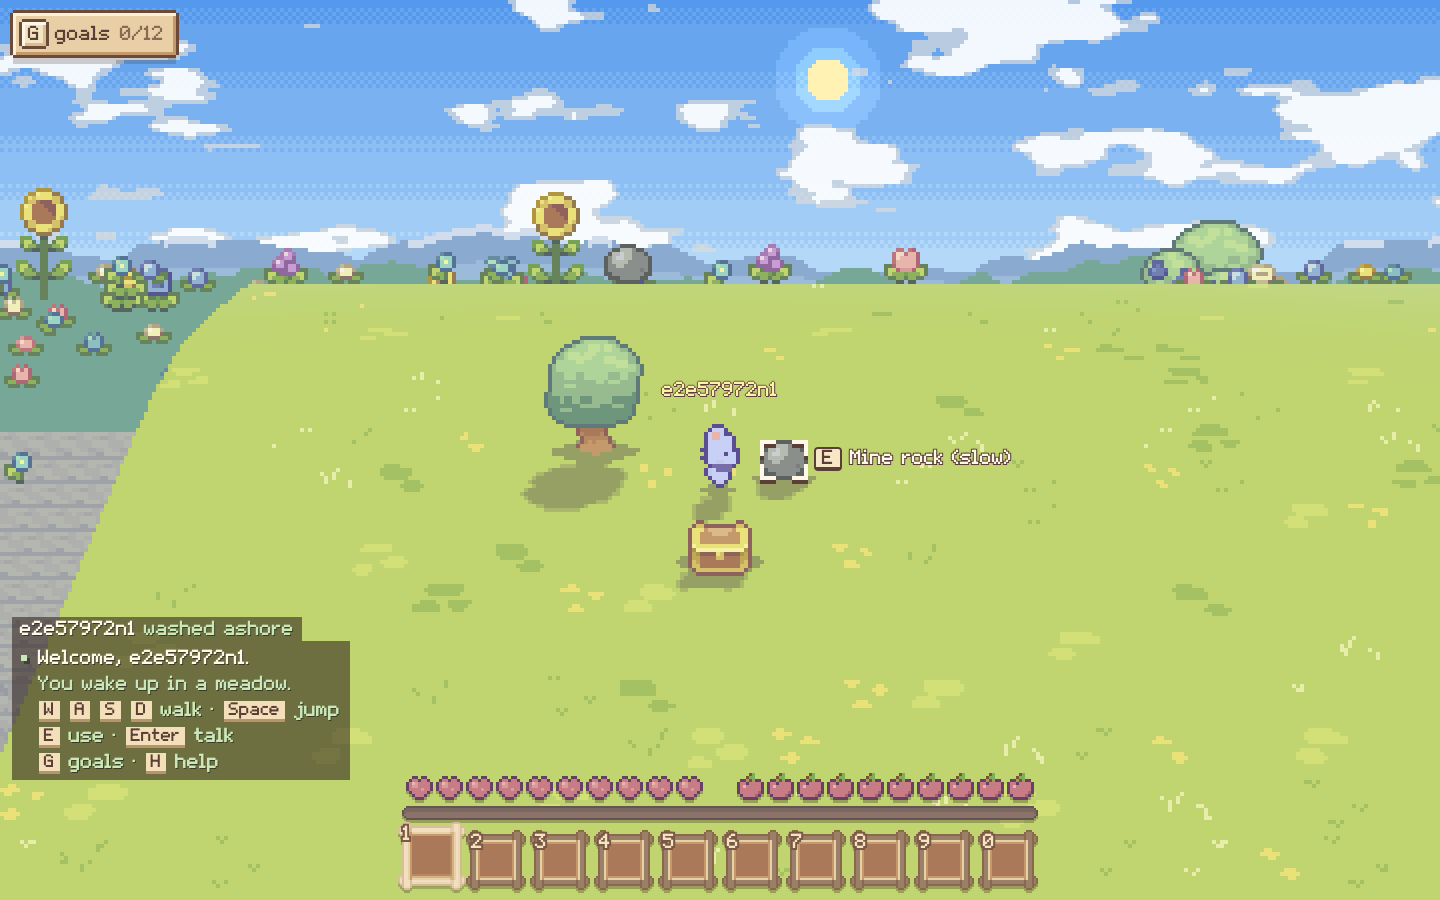 G goals 0/12
e2e57972n1
E Mine rock (slow)
e2e57972n1 washed ashore
Welcome, e2e57972n1.
You wake up in a meadow.
W A S D walk · Space jump
E use · Enter talk
G goals · H help
1 2 3 4 5 6 7 8 9 0